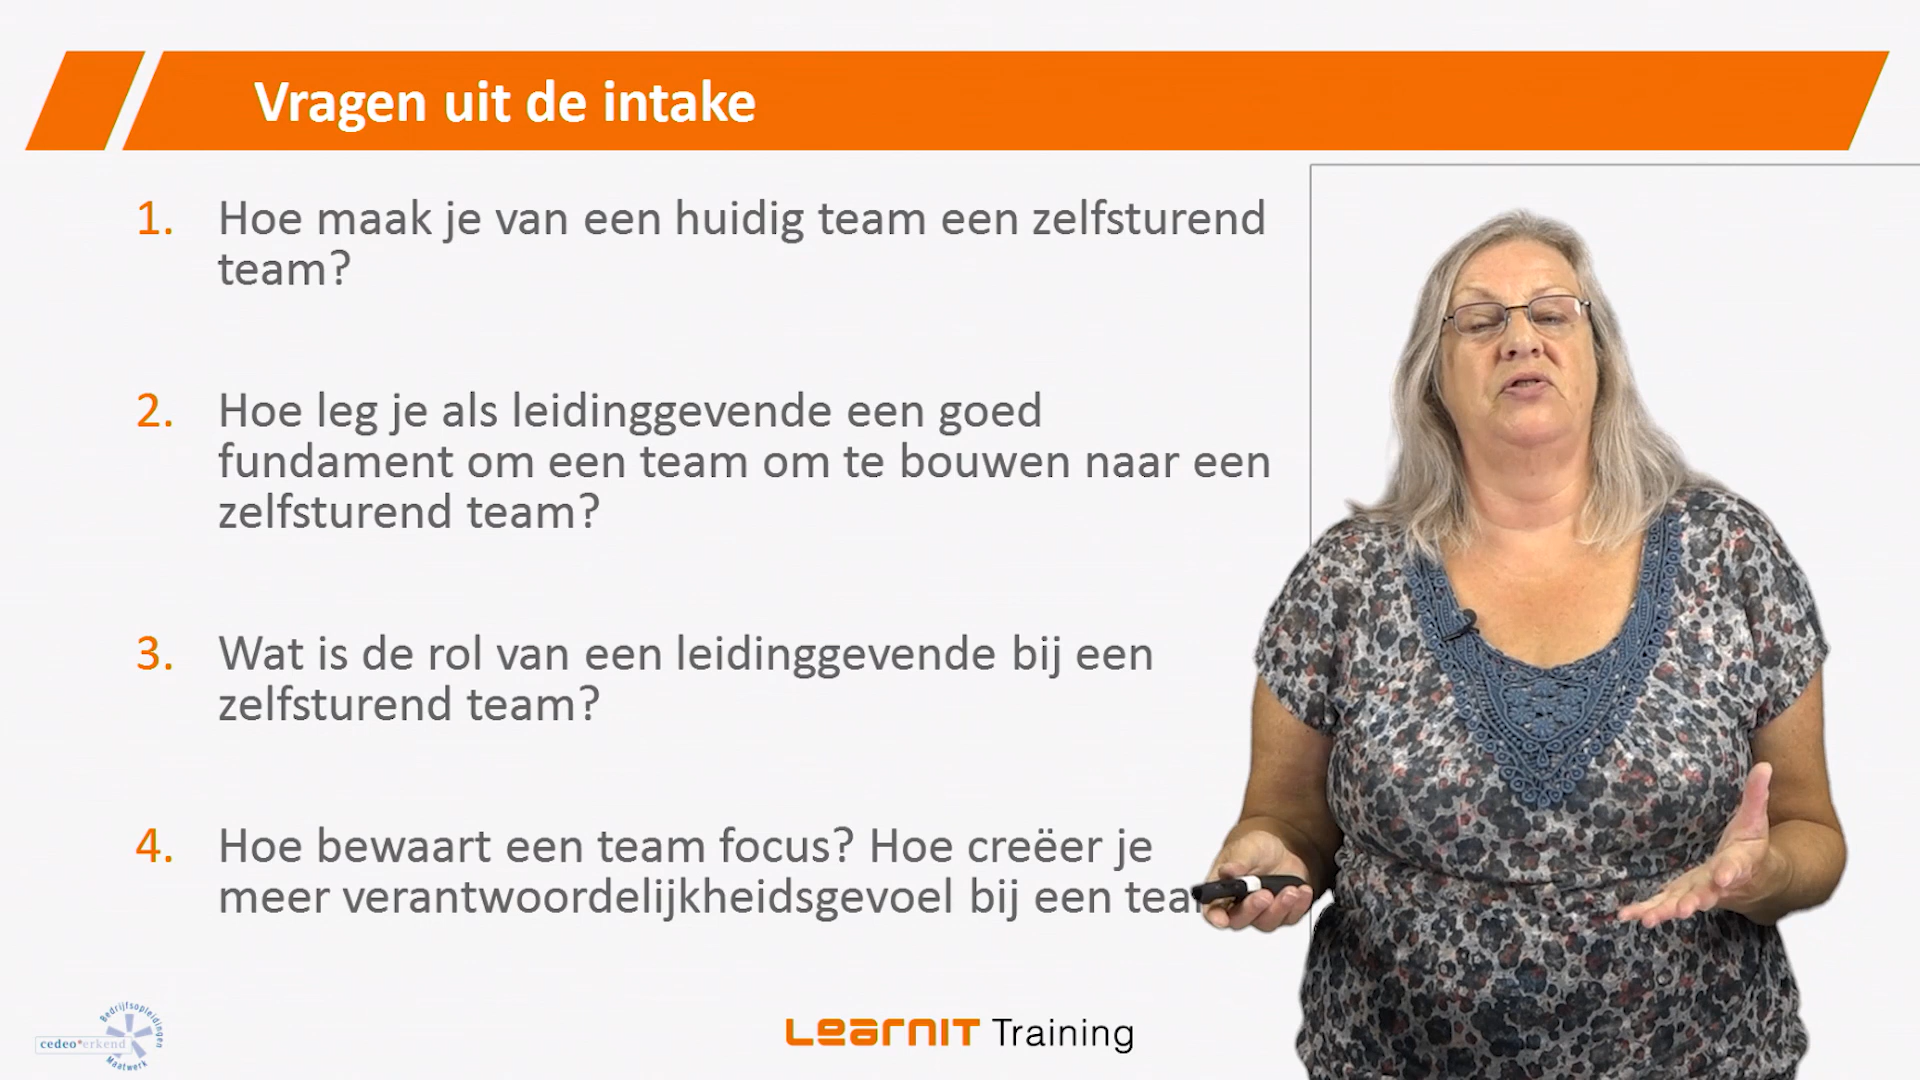 Vragen uit de intake
1. Hoe maak je van een huidig team een zelfsturend
team?
2. Hoe leg je als leidinggevende een goed
fundament om een team om te bouwen naar een
zelfsturend team?
3. Wat is de rol van een leidinggevende bij een
zelfsturend team?
4. Hoe bewaart een team focus? Hoe creëer je
meer verantwoordelijkheidsgevoel bij een
Bedrijfsopleidingen
cedeo*erkend
Maatwerk
Learnit Training